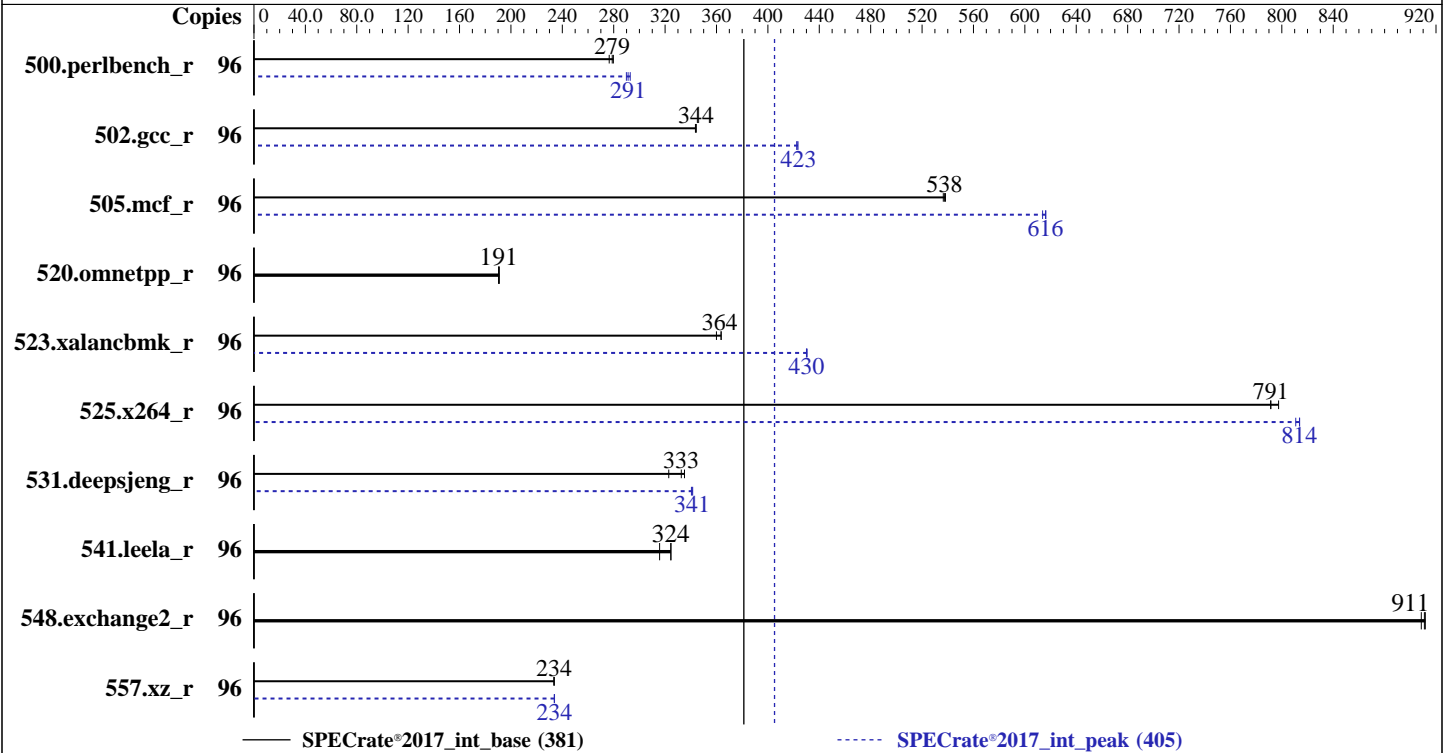 Copies 0 40.0 80.0 120 160 200 240 280 320 360 400 440 480 520 560 600 640 680 720 760 800 840 920
500.perlbench_r 96 279
291
502.gcc_r 96 344
423
505.mcf_r 96 538
616
520.omnetpp_r 96 191
523.xalancbmk_r 96 364
430
525.x264_r 96 791
814
531.deepsjeng_r 96 333
341
541.leela_r 96 324
548.exchange2_r 96 911
557.xz_r 96 234
234
SPECrate®2017_int_base (381) SPECrate®2017_int_peak (405)